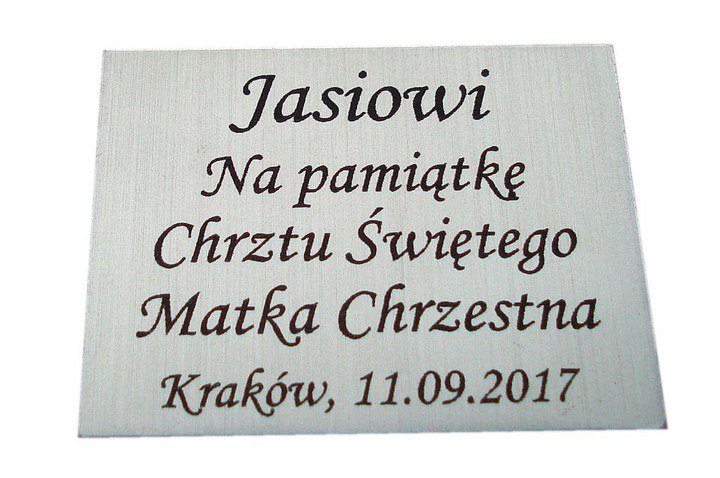 Jasiowi
Na pamiątkę
Chrztu Świętego
Matka Chrzestna
Kraków, 11.09.2017